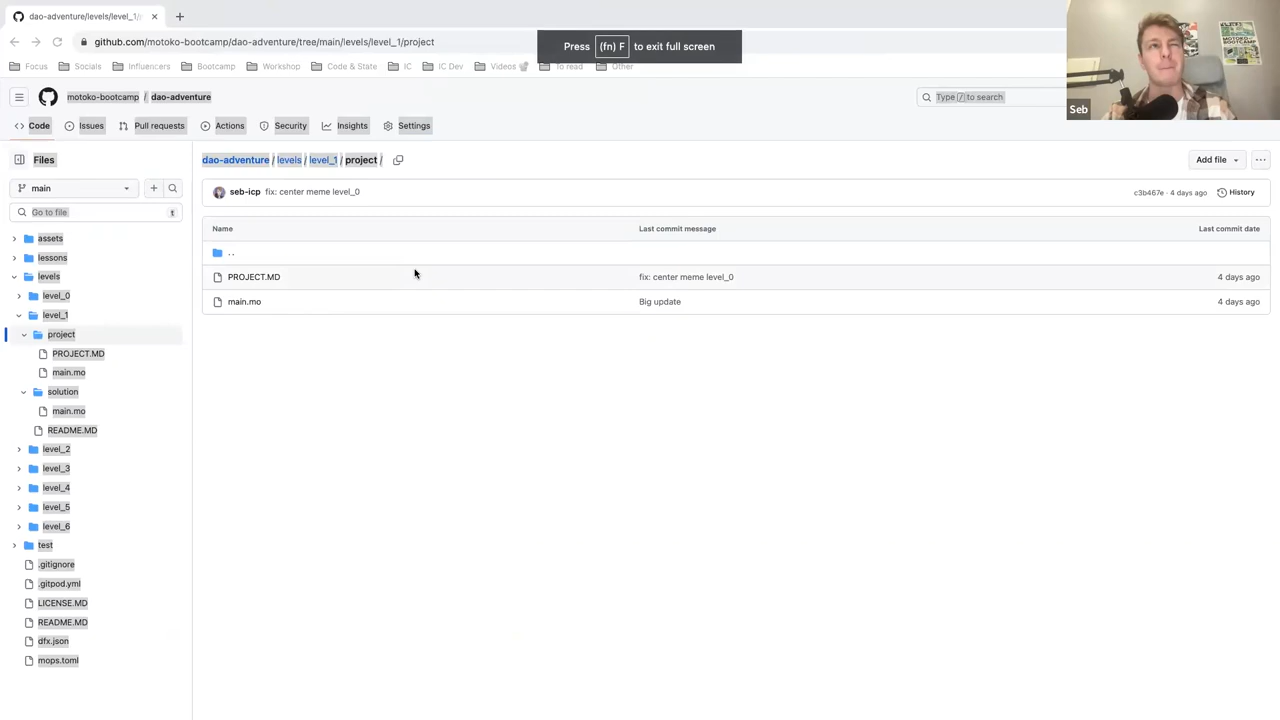 dao-adventure/levels/level_1/
github.com/motoko-bootcamp/dao-adventure/tree/main/levels/level_1/project
Press (fn) F to exit full screen
Focus Socials Influencers Bootcamp Workshop Code & State IC IC Dev Videos To read Other
motoko-bootcamp / dao-adventure
Type / to search
Seb
Code Issues Pull requests Actions Security Insights Settings
Files
dao-adventure / levels / level_1 / project /
Add file
main
seb-icp fix: center meme level_0
c3b467e · 4 days ago History
Go to file t
Name Last commit message Last commit date
assets
..
lessons
levels
PROJECT.MD fix: center meme level_0 4 days ago
level_0
main.mo Big update 4 days ago
level_1
project
PROJECT.MD
main.mo
solution
main.mo
README.MD
level_2
level_3
level_4
level_5
level_6
test
.gitignore
.gitpod.yml
LICENSE.MD
README.MD
dfx.json
mops.toml